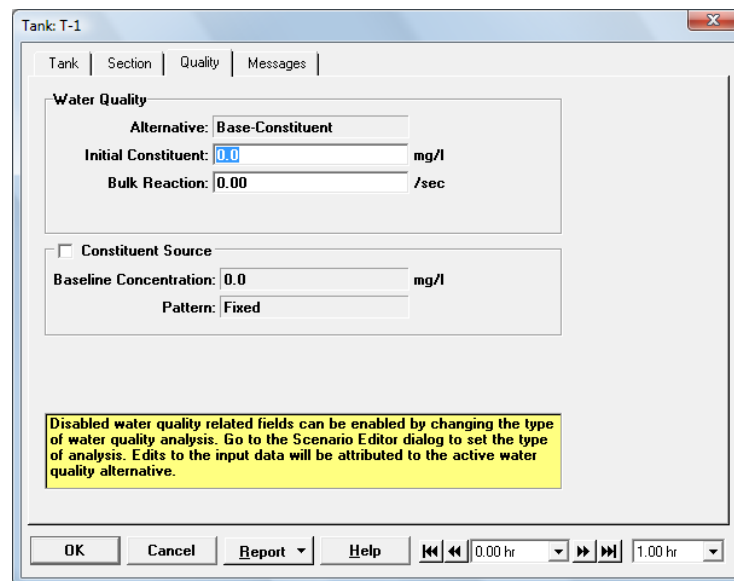 Tank: T-1
Tank Section Quality Messages
Water Quality
Alternative: Base-Constituent
Initial Constituent: 0.0 mg/l
Bulk Reaction: 0.00 /sec
Constituent Source
Baseline Concentration: 0.0 mg/l
Pattern: Fixed
Disabled water quality related fields can be enabled by changing the type
of water quality analysis. Go to the Scenario Editor dialog to set the type
of analysis. Edits to the input data will be attributed to the active water
quality alternative.
OK Cancel Report Help 0.00 hr 1.00 hr